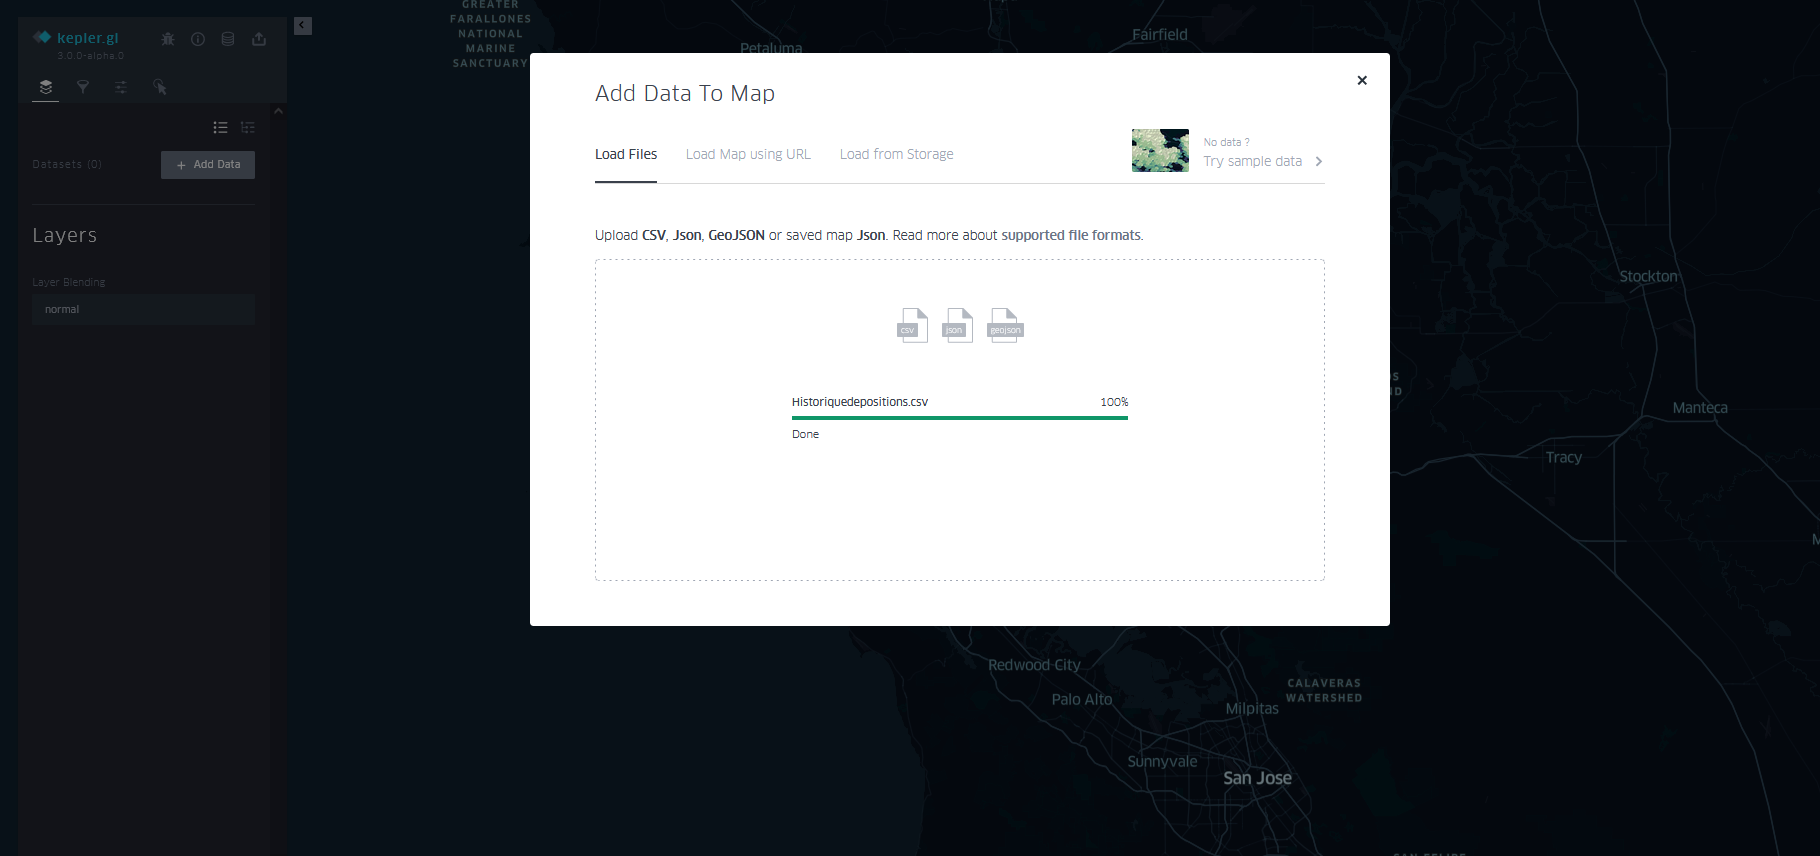 kepler.gl
3.0.0-alpha.0
Datasets (0)
+ Add Data
Layers
Layer Blending
normal
GREATER
FARALLONES
NATIONAL
MARINE
SANCTUARY
Petaluma
Fairfield
Add Data To Map
Load Files
Load Map using URL
Load from Storage
No data ?
Try sample data
Upload CSV, Json, GeoJSON or saved map Json. Read more about supported file formats.
csv
json
geojson
Historiquedepositions.csv
100%
Done
Stockton
Manteca
Tracy
Redwood City
Palo Alto
CALAVERAS
WATERSHED
Milpitas
Sunnyvale
San Jose